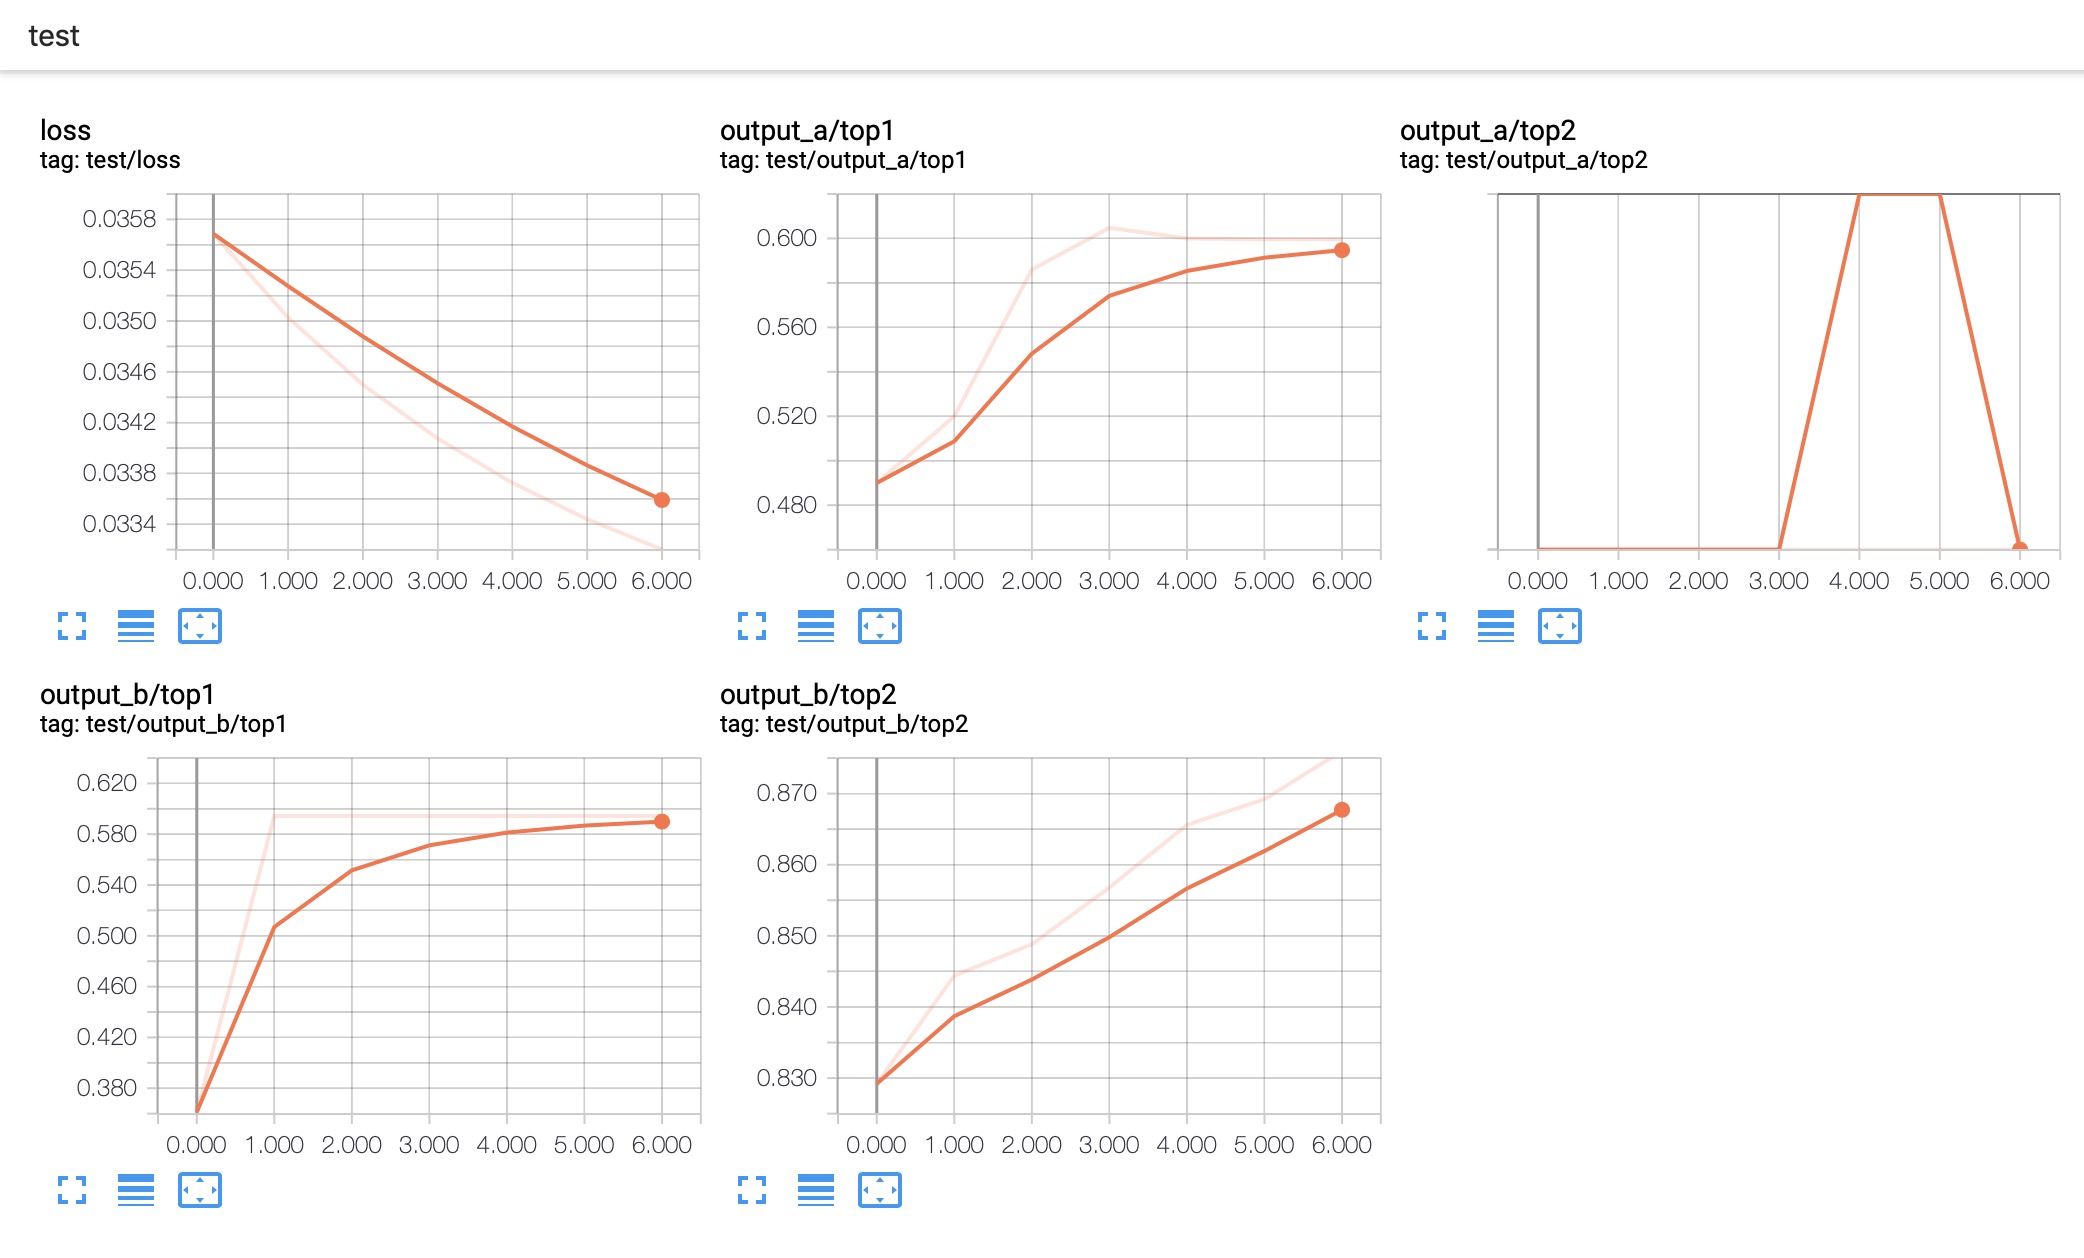 test
loss
tag: test/loss
0.0358
0.0354
0.0350
0.0346
0.0342
0.0338
0.0334
0.000 1.000 2.000 3.000 4.000 5.000 6.000
output_a/top1
tag: test/output_a/top1
0.600
0.560
0.520
0.480
0.000 1.000 2.000 3.000 4.000 5.000 6.000
output_a/top2
tag: test/output_a/top2
0.000 1.000 2.000 3.000 4.000 5.000 6.000
output_b/top1
tag: test/output_b/top1
0.620
0.580
0.540
0.500
0.460
0.420
0.380
0.000 1.000 2.000 3.000 4.000 5.000 6.000
output_b/top2
tag: test/output_b/top2
0.870
0.860
0.850
0.840
0.830
0.000 1.000 2.000 3.000 4.000 5.000 6.000